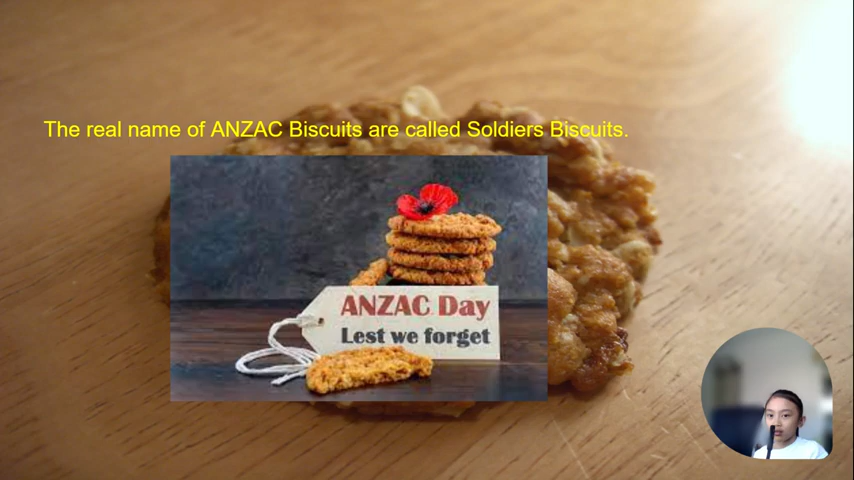 The real name of ANZAC Biscuits are called Soldiers Biscuits.
ANZAC Day
Lest we forget